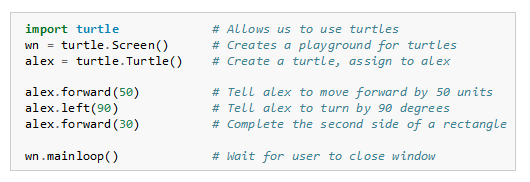 import turtle # Allows us to use turtles
wn = turtle.Screen() # Creates a playground for turtles
alex = turtle.Turtle() # Create a turtle, assign to alex
alex.forward(50) # Tell alex to move forward by 50 units
alex.left(90) # Tell alex to turn by 90 degrees
alex.forward(30) # Complete the second side of a rectangle
wn.mainloop() # Wait for user to close window